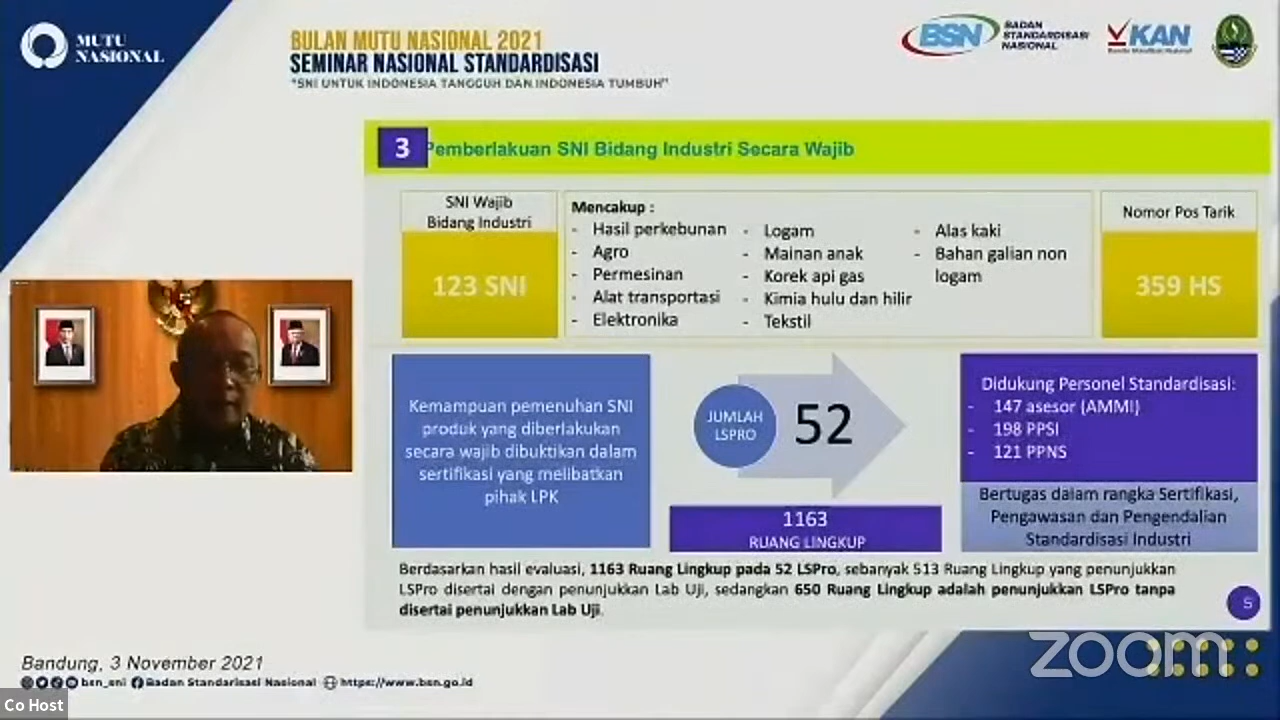 MUTU
NASIONAL
BULAN MUTU NASIONAL 2021
SEMINAR NASIONAL STANDARDISASI
"SNI UNTUK INDONESIA TANGGUH DAN INDONESIA TUMBUH"
BSN
BADAN
STANDARDISASI
NASIONAL
KAN
Komite Akreditasi Nasional
3
Pemberlakuan SNI Bidang Industri Secara Wajib
SNI Wajib
Bidang Industri
123 SNI
Mencakup :
- Hasil perkebunan
- Agro
- Permesinan
- Alat transportasi
- Elektronika
- Logam
- Mainan anak
- Korek api gas
- Kimia hulu dan hilir
- Tekstil
- Alas kaki
- Bahan galian non
logam
Nomor Pos Tarik
359 HS
Kemampuan pemenuhan SNI
produk yang diberlakukan
secara wajib dibuktikan dalam
sertifikasi yang melibatkan
pihak LPK
JUMLAH
LSPRO
52
1163
RUANG LINGKUP
Didukung Personel Standardisasi:
- 147 asesor (AMMI)
- 198 PPSI
- 121 PPNS
Bertugas dalam rangka Sertifikasi,
Pengawasan dan Pengendalian
Standardisasi Industri
Berdasarkan hasil evaluasi, 1163 Ruang Lingkup pada 52 LSPro, sebanyak 513 Ruang Lingkup yang penunjukkan
LSPro disertai dengan penunjukkan Lab Uji, sedangkan 650 Ruang Lingkup adalah penunjukkan LSPro tanpa
disertai penunjukkan Lab Uji.
5
zoom
Bandung, 3 November 2021
bsn_sni Badan Standarisasi Nasional https://www.bsn.go.id
Co Host